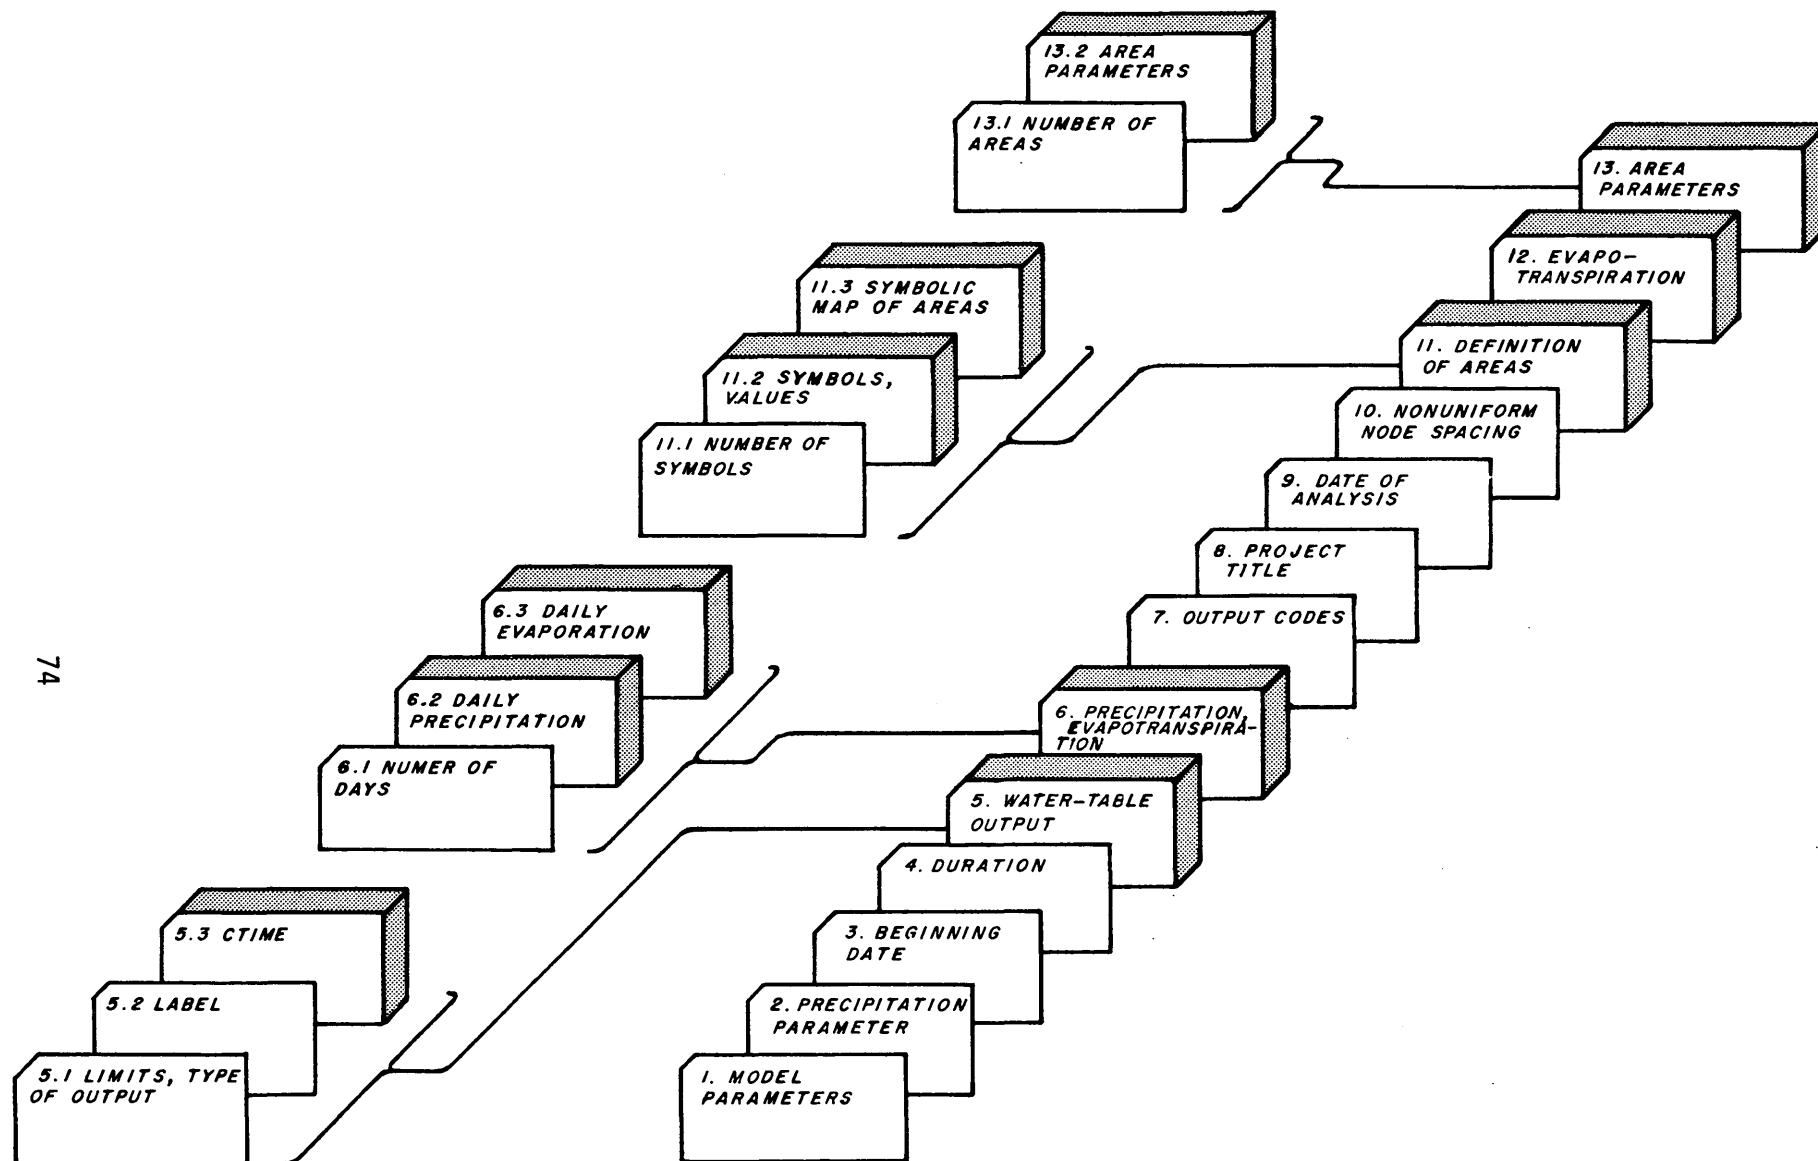 13.2 AREA
PARAMETERS
13.1 NUMBER OF
AREAS
13. AREA
PARAMETERS
12. EVAPO-
TRANSPIRATION
11.3 SYMBOLIC
MAP OF AREAS
11.2 SYMBOLS,
VALUES
11.1 NUMBER OF
SYMBOLS
11. DEFINITION
OF AREAS
10. NONUNIFORM
NODE SPACING
9. DATE OF
ANALYSIS
8. PROJECT
TITLE
7. OUTPUT CODES
6.3 DAILY
EVAPORATION
6.2 DAILY
PRECIPITATION
6.1 NUMER OF
DAYS
6. PRECIPITATION,
EVAPOTRANSPIRA-
TION
5. WATER-TABLE
OUTPUT
4. DURATION
3. BEGINNING
DATE
2. PRECIPITATION
PARAMETER
1. MODEL
PARAMETERS
5.3 CTIME
5.2 LABEL
5.1 LIMITS, TYPE
OF OUTPUT
74